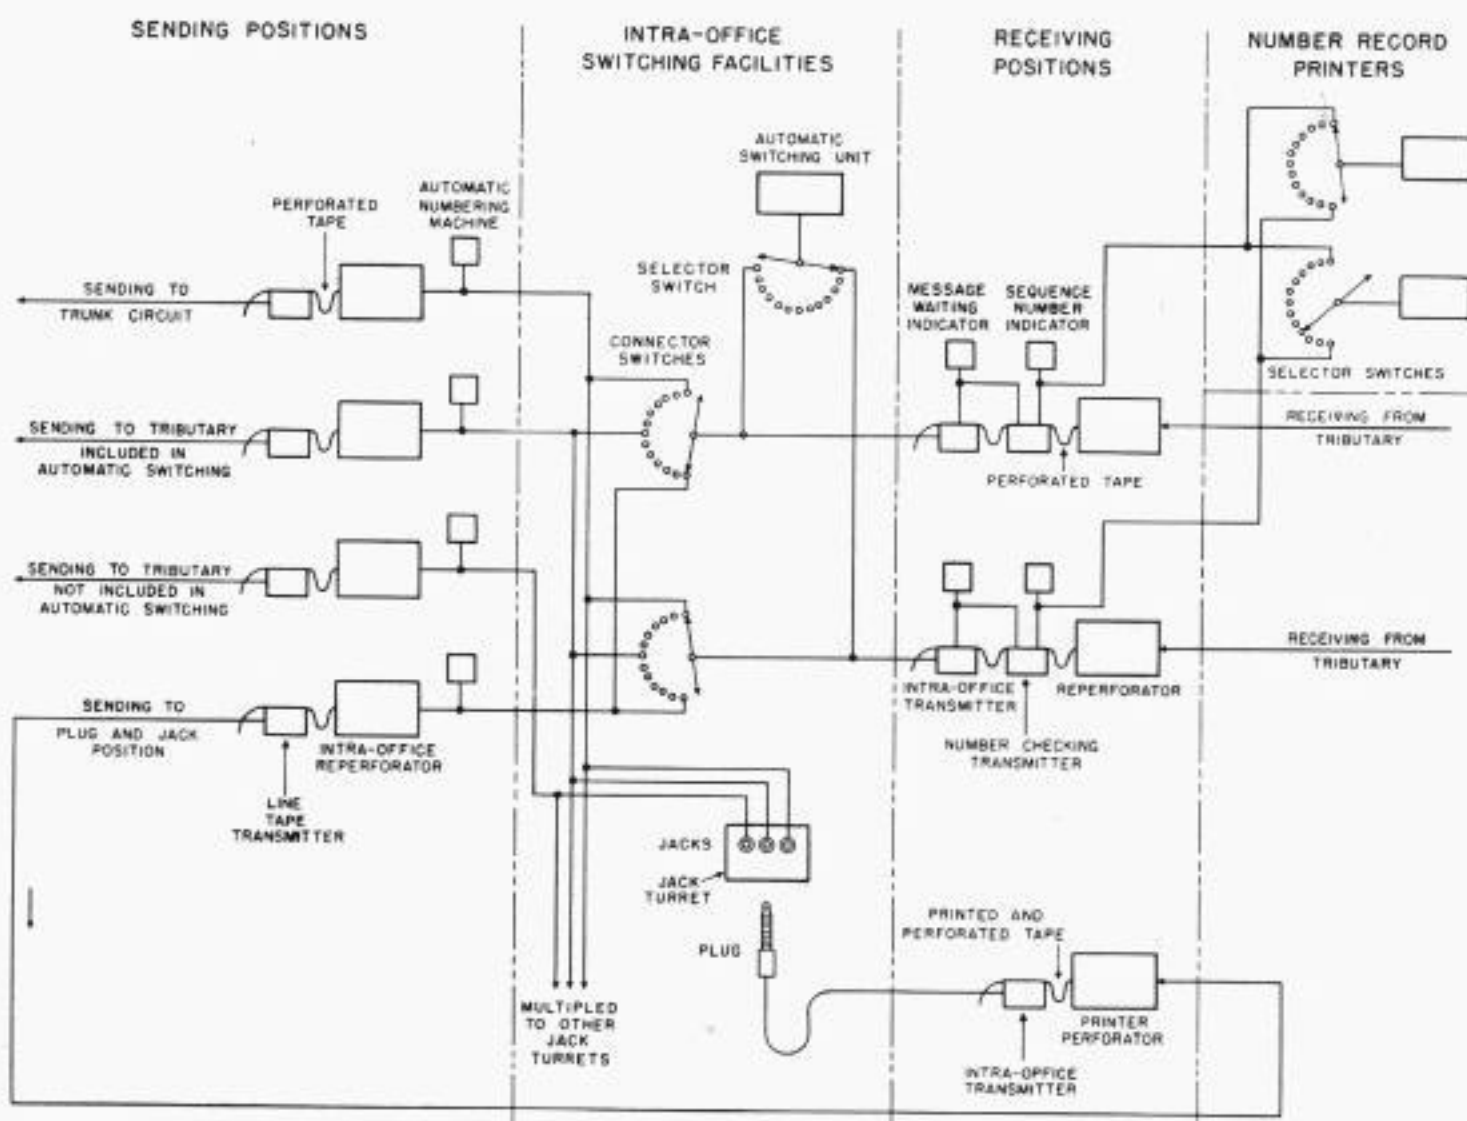 SENDING POSITIONS
INTRA-OFFICE
SWITCHING FACILITIES
RECEIVING
POSITIONS
NUMBER RECORD
PRINTERS
AUTOMATIC
SWITCHING UNIT
PERFORATED
TAPE
AUTOMATIC
NUMBERING
MACHINE
SELECTOR
SWITCH
SENDING TO
TRUNK CIRCUIT
MESSAGE
WAITING
INDICATOR
SEQUENCE
NUMBER
INDICATOR
CONNECTOR
SWITCHES
SELECTOR SWITCHES
SENDING TO TRIBUTARY
INCLUDED IN
AUTOMATIC SWITCHING
RECEIVING FROM
TRIBUTARY
PERFORATED TAPE
SENDING TO TRIBUTARY
NOT INCLUDED IN
AUTOMATIC SWITCHING
RECEIVING FROM
TRIBUTARY
INTRA-OFFICE
TRANSMITTER
REPERFORATOR
SENDING TO
PLUG AND JACK
POSITION
INTRA-OFFICE
REPERFORATOR
NUMBER CHECKING
TRANSMITTER
LINE
TAPE
TRANSMITTER
JACKS
JACK
TURRET
PLUG
PRINTED AND
PERFORATED TAPE
MULTIPLED
TO OTHER
JACK
TURRETS
PRINTER
PERFORATOR
INTRA-OFFICE
TRANSMITTER